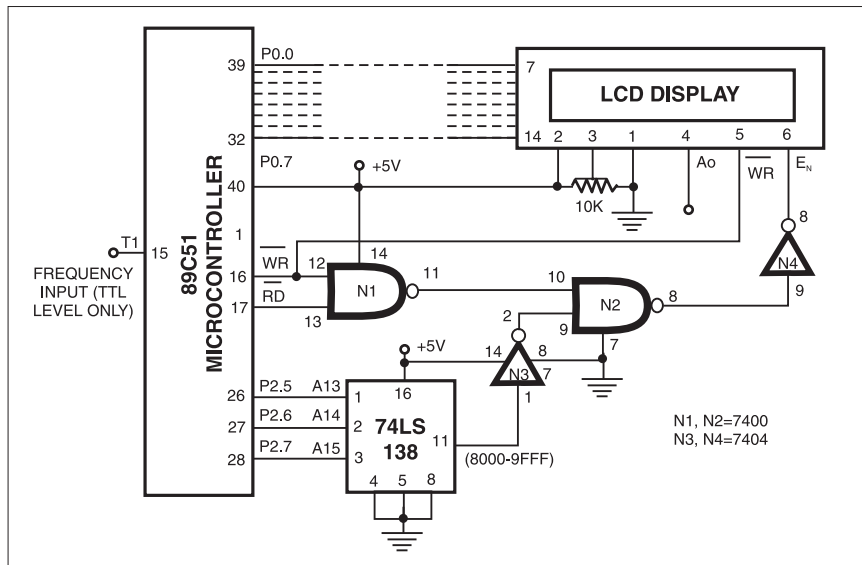 P0.0
39
7
LCD DISPLAY
32
14
2
3
1
4
5
6
P0.7
+5V
Ao
WR
EN
40
10K
8
89C51
MICROCONTROLLER
1
T1
15
WR
16
12
14
11
N4
FREQUENCY
INPUT (TTL
LEVEL ONLY)
RD
17
13
N1
10
N2
8
9
9
7
2
+5V
14
8
7
N3
16
1
26
P2.5
A13
1
27
P2.6
A14
2
28
P2.7
A15
3
74LS
138
11
(8000-9FFF)
4
5
8
N1, N2=7400
N3, N4=7404